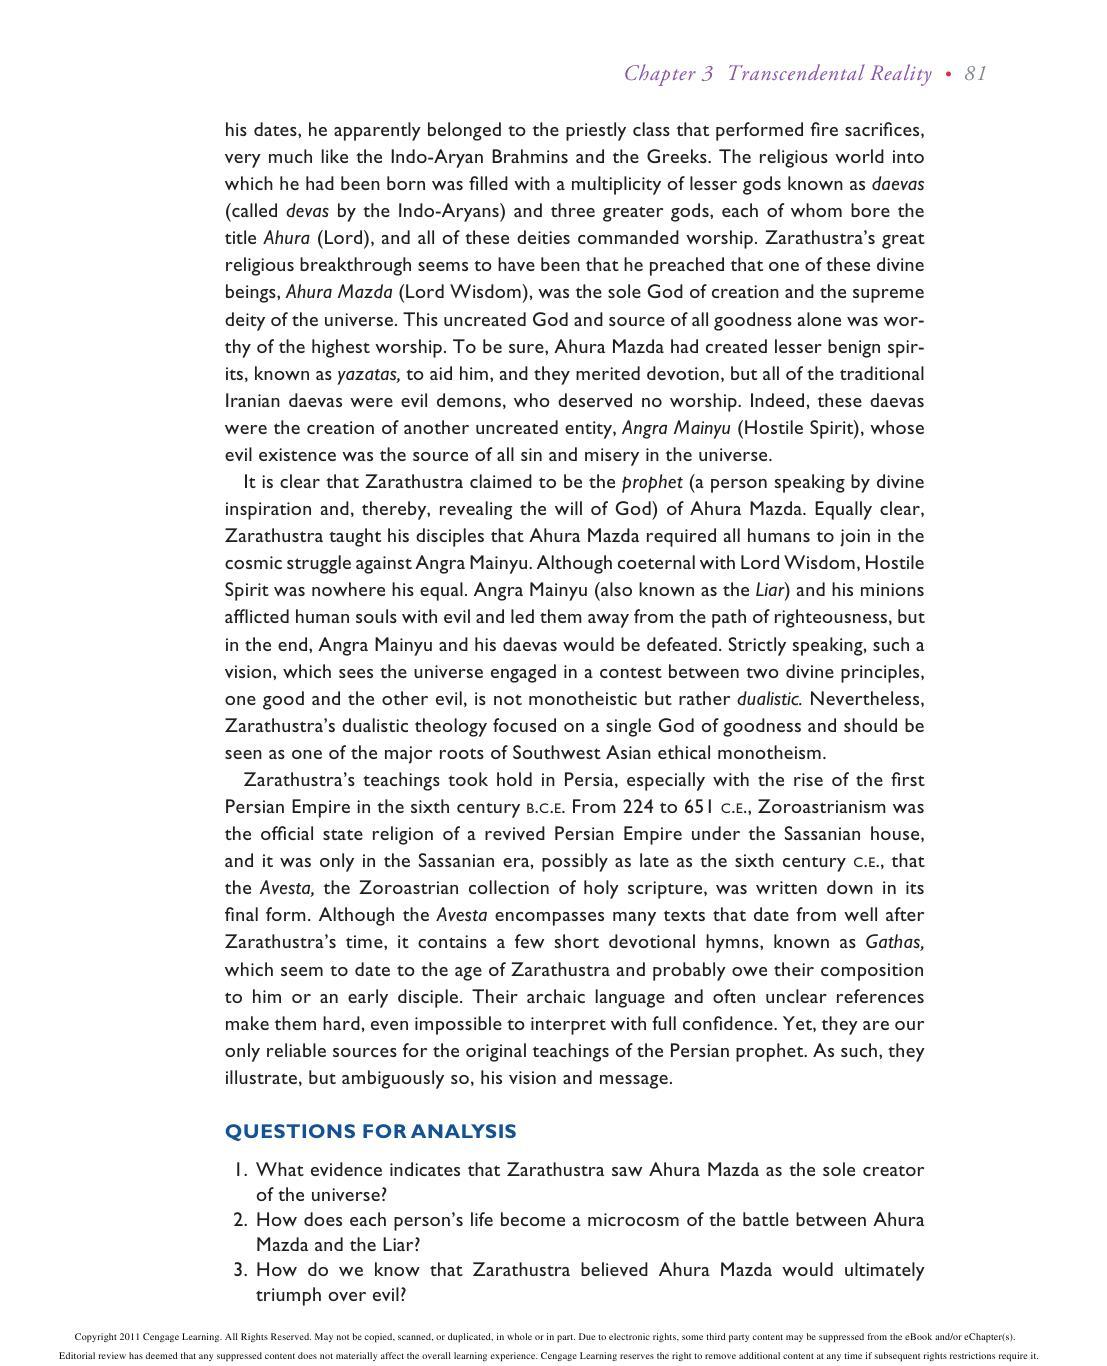 Chapter 3 Transcendental Reality • 81
his dates, he apparently belonged to the priestly class that performed fire sacrifices,
very much like the Indo-Aryan Brahmins and the Greeks. The religious world into
which he had been born was filled with a multiplicity of lesser gods known as daevas
(called devas by the Indo-Aryans) and three greater gods, each of whom bore the
title Ahura (Lord), and all of these deities commanded worship. Zarathustra's great
religious breakthrough seems to have been that he preached that one of these divine
beings, Ahura Mazda (Lord Wisdom), was the sole God of creation and the supreme
deity of the universe. This uncreated God and source of all goodness alone was wor-
thy of the highest worship. To be sure, Ahura Mazda had created lesser benign spir-
its, known as yazatas, to aid him, and they merited devotion, but all of the traditional
Iranian daevas were evil demons, who deserved no worship. Indeed, these daevas
were the creation of another uncreated entity, Angra Mainyu (Hostile Spirit), whose
evil existence was the source of all sin and misery in the universe.
It is clear that Zarathustra claimed to be the prophet (a person speaking by divine
inspiration and, thereby, revealing the will of God) of Ahura Mazda. Equally clear,
Zarathustra taught his disciples that Ahura Mazda required all humans to join in the
cosmic struggle against Angra Mainyu. Although coeternal with Lord Wisdom, Hostile
Spirit was nowhere his equal. Angra Mainyu (also known as the Liar) and his minions
afflicted human souls with evil and led them away from the path of righteousness, but
in the end, Angra Mainyu and his daevas would be defeated. Strictly speaking, such a
vision, which sees the universe engaged in a contest between two divine principles,
one good and the other evil, is not monotheistic but rather dualistic. Nevertheless,
Zarathustra's dualistic theology focused on a single God of goodness and should be
seen as one of the major roots of Southwest Asian ethical monotheism.
Zarathustra's teachings took hold in Persia, especially with the rise of the first
Persian Empire in the sixth century B.C.E. From 224 to 651 C.E., Zoroastrianism was
the official state religion of a revived Persian Empire under the Sassanian house,
and it was only in the Sassanian era, possibly as late as the sixth century C.E., that
the Avesta, the Zoroastrian collection of holy scripture, was written down in its
final form. Although the Avesta encompasses many texts that date from well after
Zarathustra's time, it contains a few short devotional hymns, known as Gathas,
which seem to date to the age of Zarathustra and probably owe their composition
to him or an early disciple. Their archaic language and often unclear references
make them hard, even impossible to interpret with full confidence. Yet, they are our
only reliable sources for the original teachings of the Persian prophet. As such, they
illustrate, but ambiguously so, his vision and message.
QUESTIONS FOR ANALYSIS
1. What evidence indicates that Zarathustra saw Ahura Mazda as the sole creator
of the universe?
2. How does each person's life become a microcosm of the battle between Ahura
Mazda and the Liar?
3. How do we know that Zarathustra believed Ahura Mazda would ultimately
triumph over evil?
Copyright 2011 Cengage Learning. All Rights Reserved. May not be copied, scanned, or duplicated, in whole or in part. Due to electronic rights, some third party content may be suppressed from the eBook and/or eChapter(s).
Editorial review has deemed that any suppressed content does not materially affect the overall learning experience. Cengage Learning reserves the right to remove additional content at any time if subsequent rights restrictions require it.